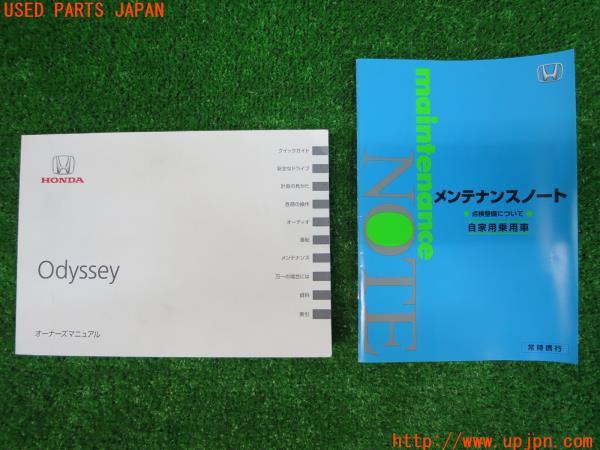 USED PARTS JAPAN
HONDA
Odyssey
オーナーズマニュアル
クイックガイド
安全なドライブ
計器の見かた
各部の操作
オーディオ
運転
メンテナンス
万一の場合には
資料
索引
maintenance
NOTE
メンテナンスノート
点検整備について
自家用乗用車
常時携行
http://www.upjpn.com/